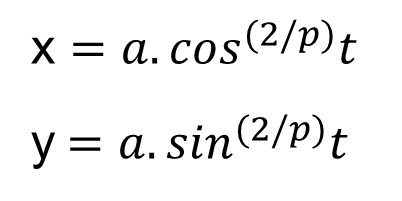 x = a. cos^(2/p) t
y = a. sin^(2/p) t